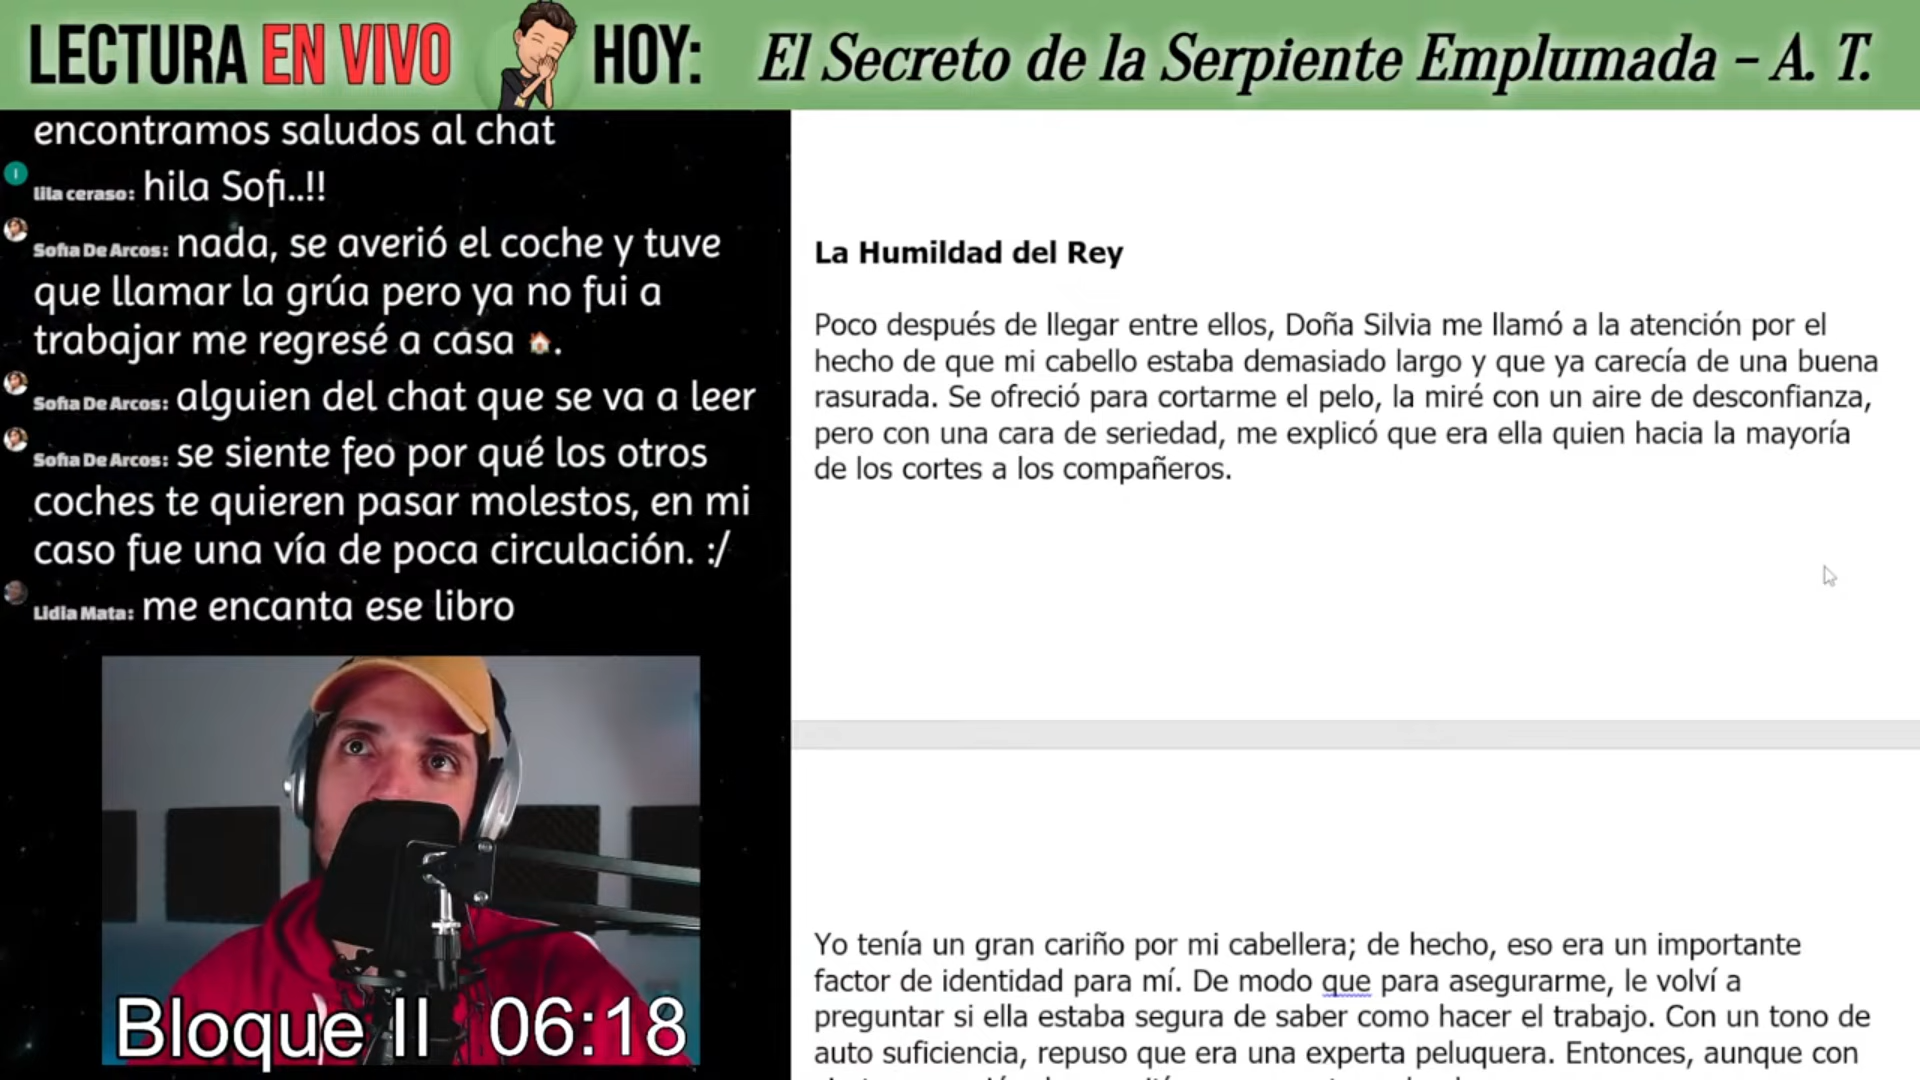 LECTURA EN VIVO HOY: El Secreto de la Serpiente Emplumada - A. T.
encontramos saludos al chat
lila ceraso: hila Sofi..!!
Sofia De Arcos: nada, se averió el coche y tuve
que llamar la grúa pero ya no fui a
trabajar me regresé a casa 🏠.
Sofia De Arcos: alguien del chat que se va a leer
Sofia De Arcos: se siente feo por qué los otros
coches te quieren pasar molestos, en mi
caso fue una vía de poca circulación. :/
Lidia Mata: me encanta ese libro
Bloque II 06:18
La Humildad del Rey
Poco después de llegar entre ellos, Doña Silvia me llamó a la atención por el
hecho de que mi cabello estaba demasiado largo y que ya carecía de una buena
rasurada. Se ofreció para cortarme el pelo, la miré con un aire de desconfianza,
pero con una cara de seriedad, me explicó que era ella quien hacia la mayoría
de los cortes a los compañeros.
Yo tenía un gran cariño por mi cabellera; de hecho, eso era un importante
factor de identidad para mí. De modo que para asegurarme, le volví a
preguntar si ella estaba segura de saber como hacer el trabajo. Con un tono de
auto suficiencia, repuso que era una experta peluquera. Entonces, aunque con